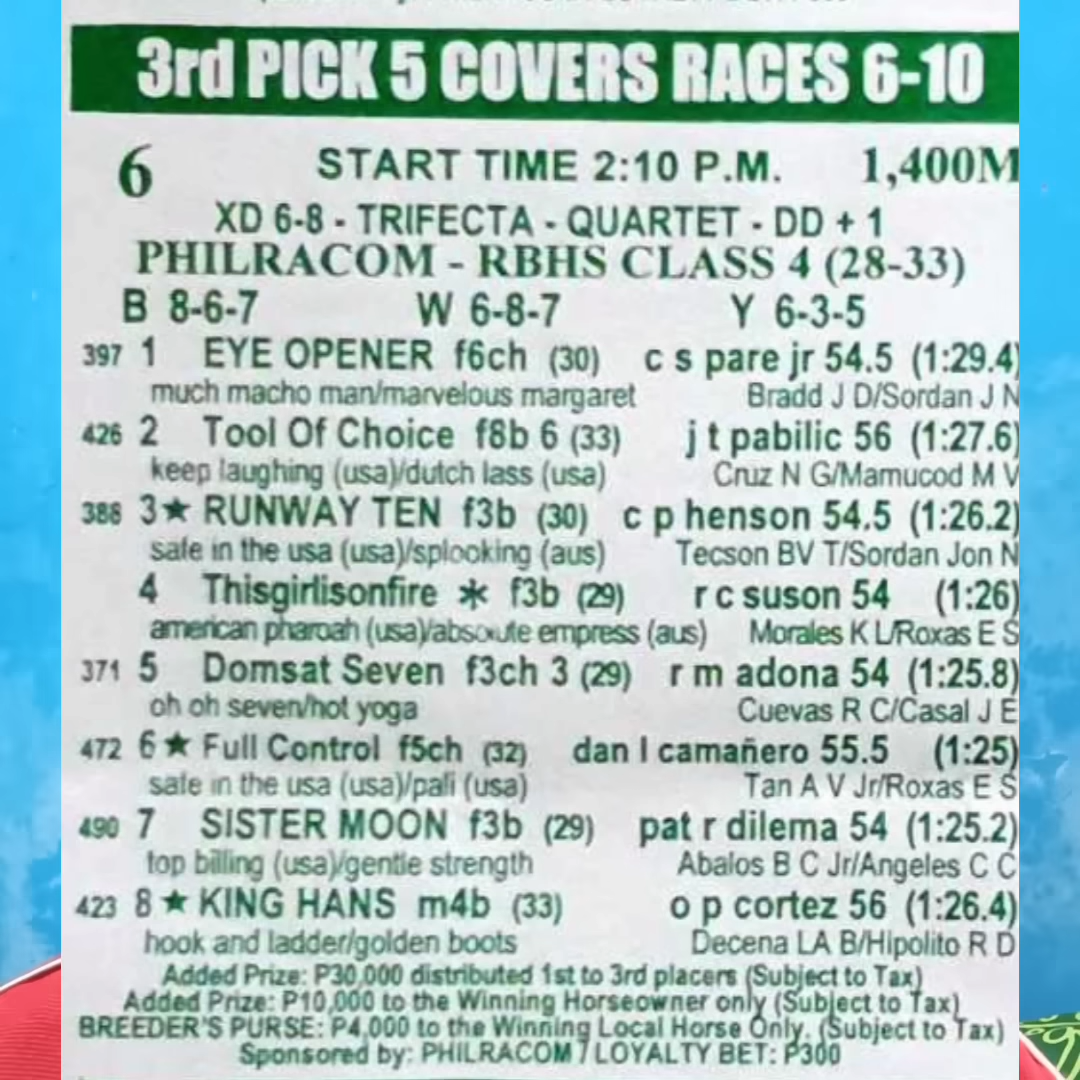 3rd PICK 5 COVERS RACES 6-10
6 START TIME 2:10 P.M. 1,400M
XD 6-8 - TRIFECTA - QUARTET - DD + 1
PHILRACOM - RBHS CLASS 4 (28-33)
B 8-6-7 W 6-8-7 Y 6-3-5
397 1 EYE OPENER f6ch (30) c s pare jr 54.5 (1:29.4)
much macho man/marvelous margaret Bradd J D/Sordan J N
426 2 Tool Of Choice f8b 6 (33) j t pabilic 56 (1:27.6)
keep laughing (usa)/dutch lass (usa) Cruz N G/Mamucod M V
386 3★ RUNWAY TEN f3b (30) c p henson 54.5 (1:26.2)
safe in the usa (usa)/splooking (aus) Tecson BV T/Sordan Jon N
4 Thisgirlisonfire * f3b (29) r c suson 54 (1:26)
american pharoah (usa)/absolute empress (aus) Morales K L/Roxas E S
371 5 Domsat Seven f3ch 3 (29) r m adona 54 (1:25.8)
oh oh seven/hot yoga Cuevas R C/Casal J E
472 6★ Full Control f5ch (32) dan l camañero 55.5 (1:25)
safe in the usa (usa)/pali (usa) Tan A V Jr/Roxas E S
490 7 SISTER MOON f3b (29) pat r dilema 54 (1:25.2)
top billing (usa)/gentle strength Abalos B C Jr/Angeles C C
423 8★ KING HANS m4b (33) o p cortez 56 (1:26.4)
hook and ladder/golden boots Decena LA B/Hipolito R D
Added Prize: P30,000 distributed 1st to 3rd placers (Subject to Tax)
Added Prize: P10,000 to the Winning Horseowner only (Subject to Tax)
BREEDER'S PURSE: P4,000 to the Winning Local Horse Only. (Subject to Tax)
Sponsored by: PHILRACOM / LOYALTY BET: P300